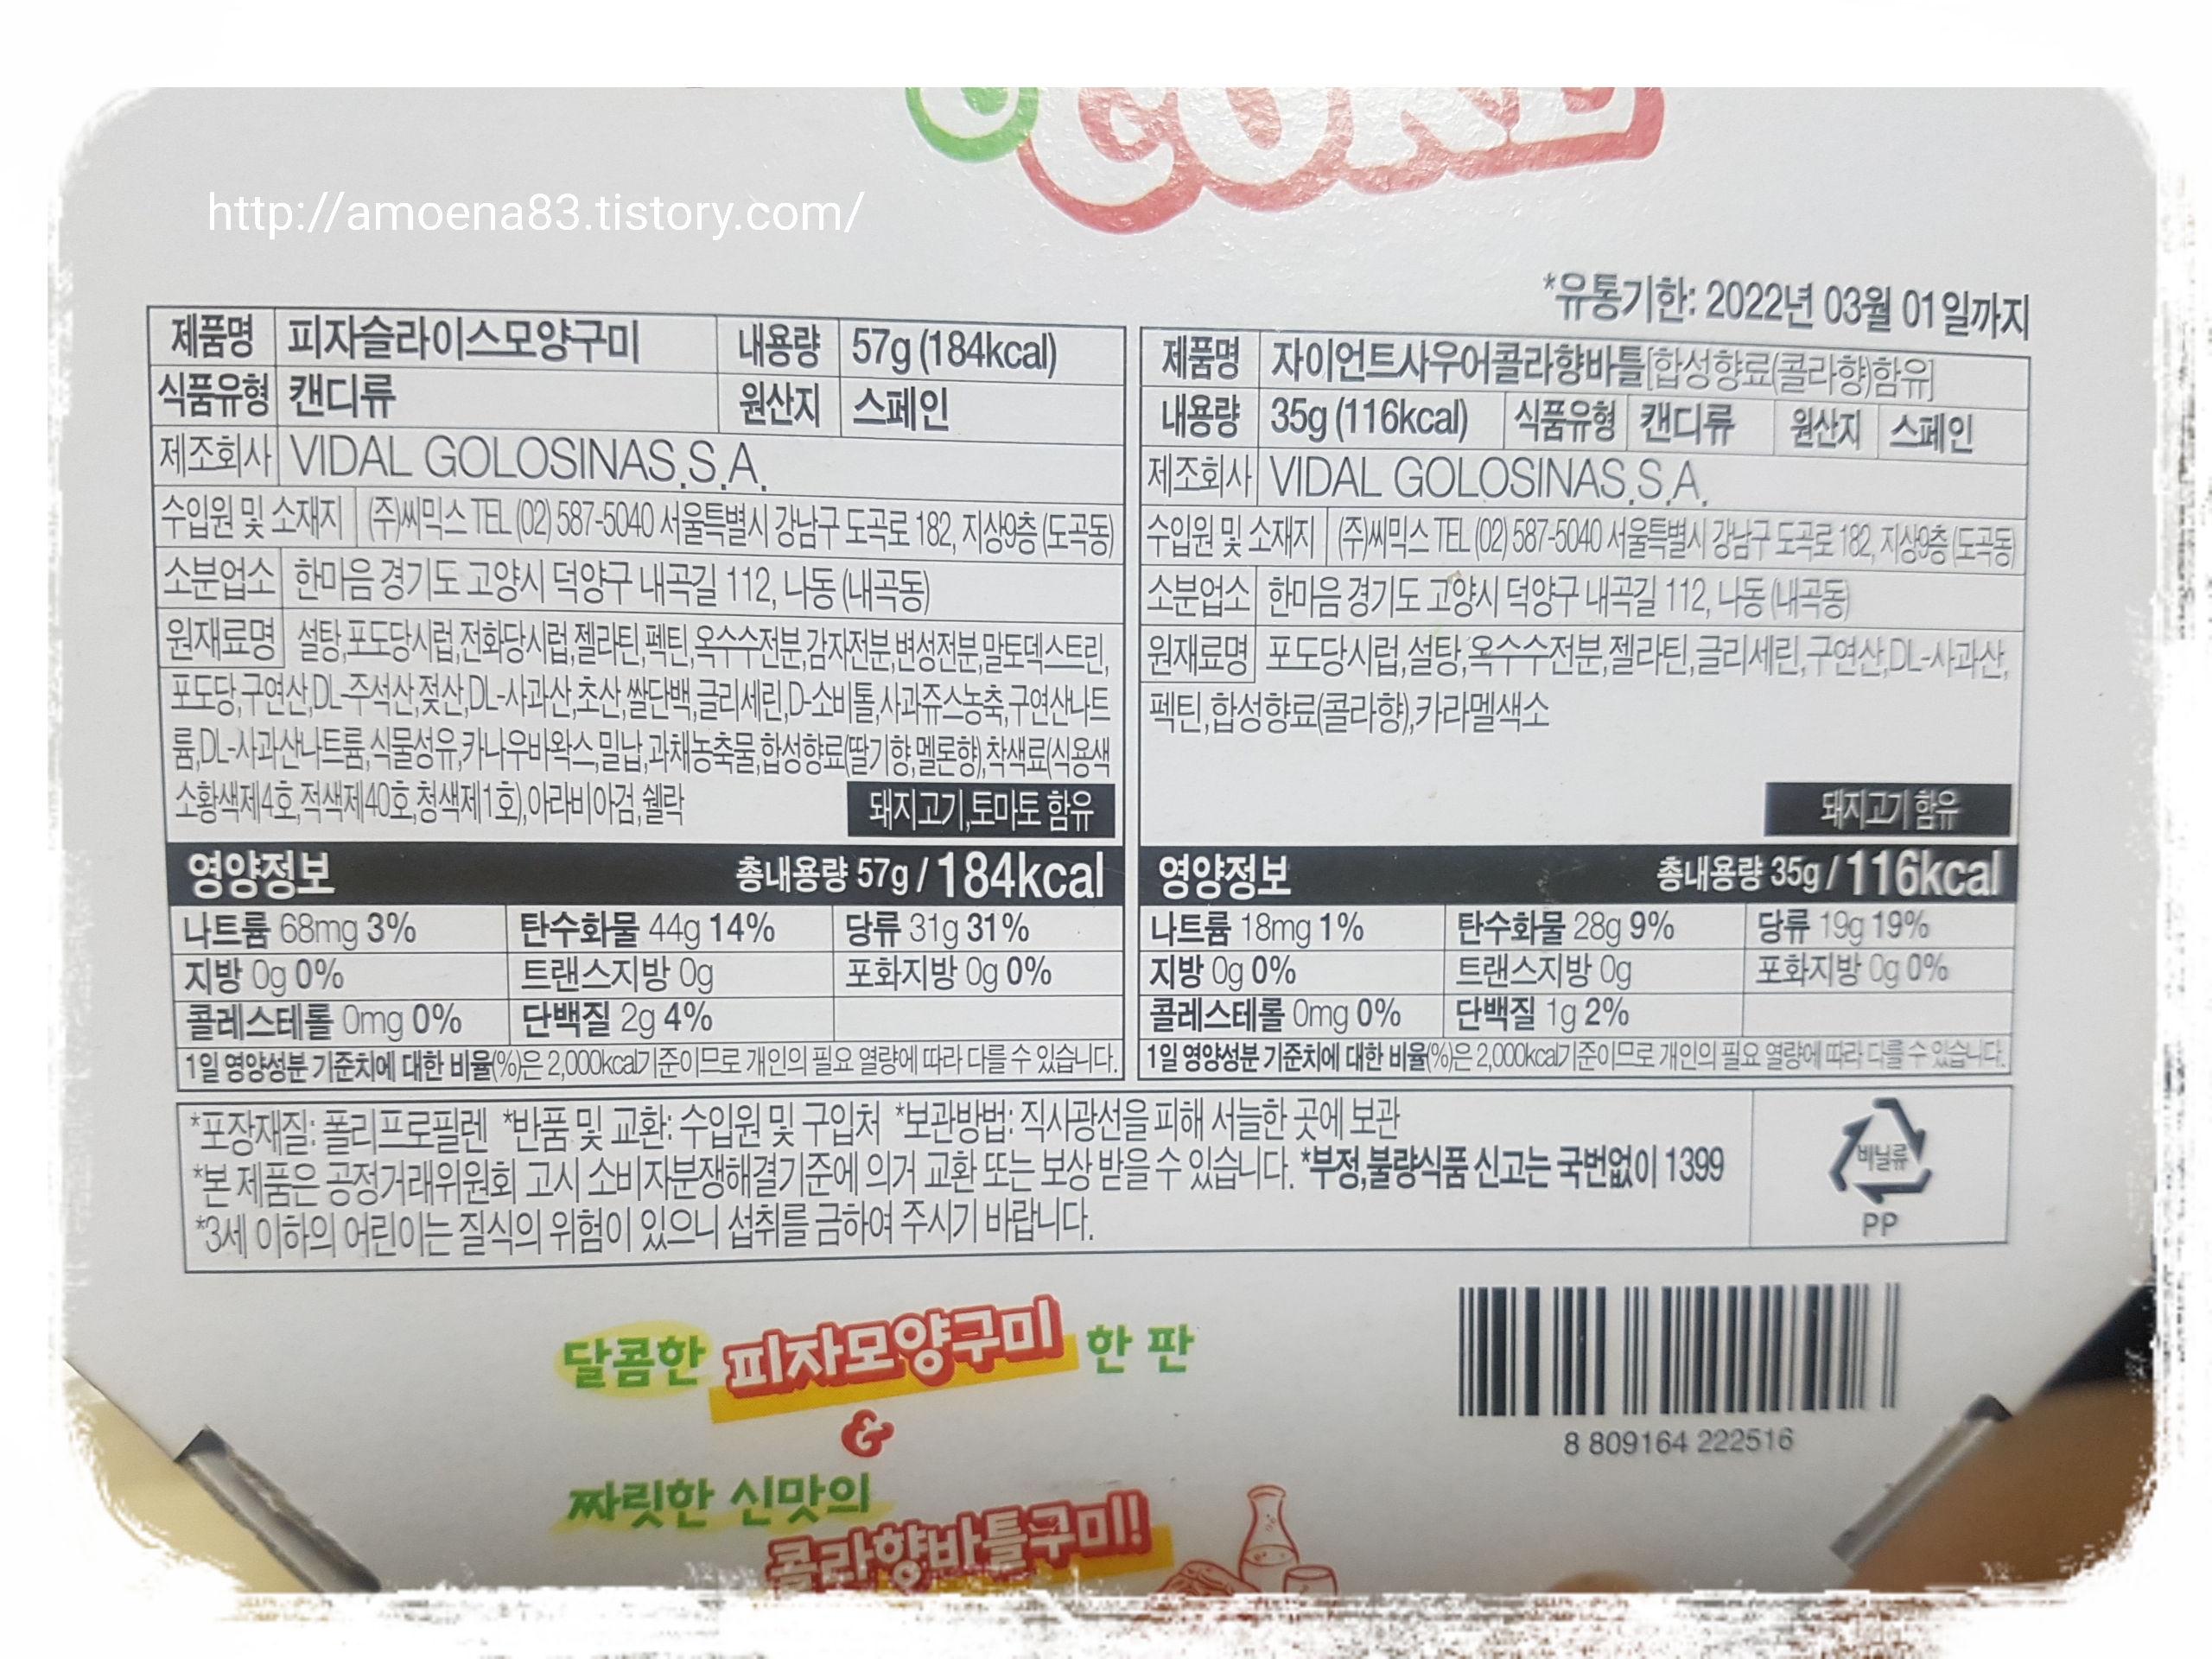 http://amoena83.tistory.com/
*유통기한: 2022년 03월 01일까지
제품명 피자슬라이스모양구미 내용량 57g (184kcal)
식품유형 캔디류 원산지 스페인
제조회사 VIDAL GOLOSINAS,S,A,
수입원 및 소재지 (주)씨믹스 TEL (02) 587-5040 서울특별시 강남구 도곡로 182, 지상9층 (도곡동)
소분업소 한마음 경기도 고양시 덕양구 내곡길 112, 나동 (내곡동)
원재료명 설탕,포도당시럽,전화당시럽,젤라틴,펙틴,옥수수전분,감자전분,변성전분,말토덱스트린,
포도당,구연산,DL-주석산,젖산,DL-사과산,초산,쌀단백,글리세린,D-소비톨,사과쥬스농축,구연산나트
륨,DL-사과산나트륨,식물성유,카나우바왁스,밀납,과채농축물,합성향료(딸기향,멜론향),착색료(식용색
소황색제4호,적색제40호,청색제1호),아라비아검,쉘락
돼지고기,토마토 함유
영양정보 총내용량 57g / 184kcal
나트륨 68mg 3% 탄수화물 44g 14% 당류 31g 31%
지방 0g 0% 트랜스지방 0g 포화지방 0g 0%
콜레스테롤 0mg 0% 단백질 2g 4%
1일 영양성분 기준치에 대한 비율(%)은 2,000kcal기준이므로 개인의 필요 열량에 따라 다를 수 있습니다.
제품명 자이언트사우어콜라향바틀[합성향료(콜라향)함유]
내용량 35g (116kcal) 식품유형 캔디류 원산지 스페인
제조회사 VIDAL GOLOSINAS,S,A,
수입원 및 소재지 (주)씨믹스 TEL (02) 587-5040 서울특별시 강남구 도곡로 182, 지상9층 (도곡동)
소분업소 한마음 경기도 고양시 덕양구 내곡길 112, 나동 (내곡동)
원재료명 포도당시럽,설탕,옥수수전분,젤라틴,글리세린,구연산,DL-사과산,
펙틴,합성향료(콜라향),카라멜색소
돼지고기 함유
영양정보 총내용량 35g / 116kcal
나트륨 18mg 1% 탄수화물 28g 9% 당류 19g 19%
지방 0g 0% 트랜스지방 0g 포화지방 0g 0%
콜레스테롤 0mg 0% 단백질 1g 2%
1일 영양성분 기준치에 대한 비율(%)은 2,000kcal기준이므로 개인의 필요 열량에 따라 다를 수 있습니다.
*포장재질: 폴리프로필렌 *반품 및 교환: 수입원 및 구입처 *보관방법: 직사광선을 피해 서늘한 곳에 보관
*본 제품은 공정거래위원회 고시 소비자분쟁해결기준에 의거 교환 또는 보상 받을 수 있습니다. *부정,불량식품 신고는 국번없이 1399
*3세 이하의 어린이는 질식의 위험이 있으니 섭취를 금하여 주시기 바랍니다.
비닐류
PP
달콤한 피자모양구미 한 판
&
짜릿한 신맛의
콜라향바틀구미!
8 809164 222516